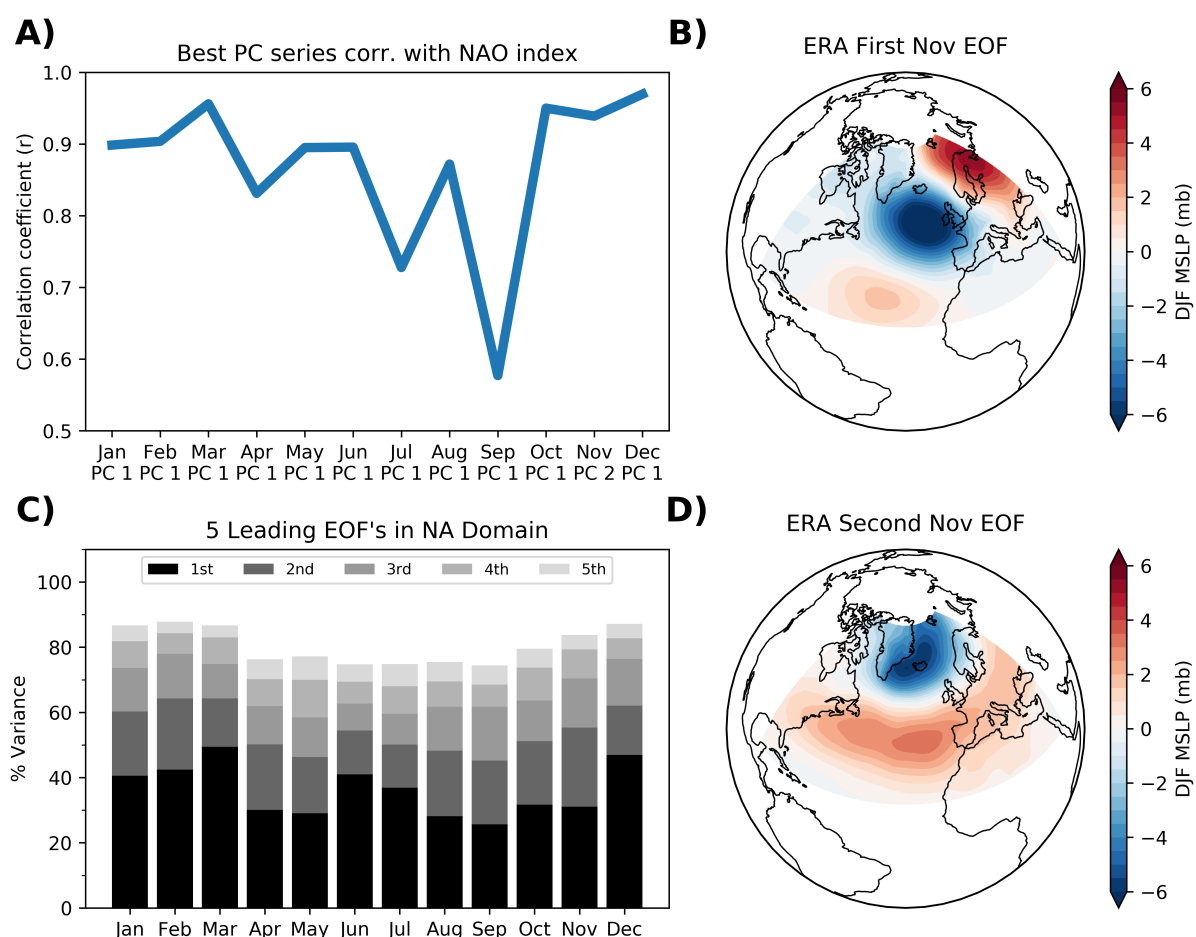 A)
Best PC series corr. with NAO index
Correlation coefficient (r)
1.0
0.9
0.8
0.7
0.6
0.5
Jan Feb Mar Apr May Jun Jul Aug Sep Oct Nov Dec
PC 1 PC 1 PC 1 PC 1 PC 1 PC 1 PC 1 PC 1 PC 1 PC 1 PC 2 PC 1
B)
ERA First Nov EOF
6
4
2
0
−2
−4
−6
DJF MSLP (mb)
C)
5 Leading EOF's in NA Domain
1st 2nd 3rd 4th 5th
% Variance
100
80
60
40
20
0
Jan Feb Mar Apr May Jun Jul Aug Sep Oct Nov Dec
D)
ERA Second Nov EOF
6
4
2
0
−2
−4
−6
DJF MSLP (mb)